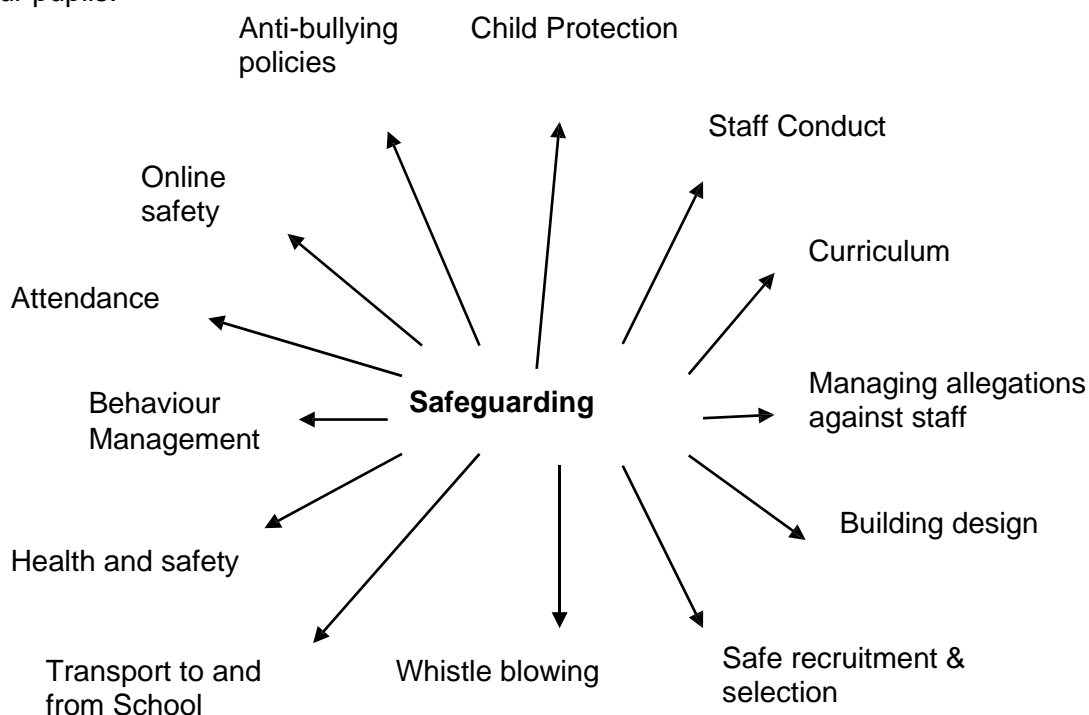 pupils.
Anti-bullying
policies
Child Protection
Staff Conduct
Online
safety
Curriculum
Attendance
Safeguarding
Managing allegations
against staff
Behaviour
Management
Building design
Health and safety
Transport to and
from School
Whistle blowing
Safe recruitment &
selection